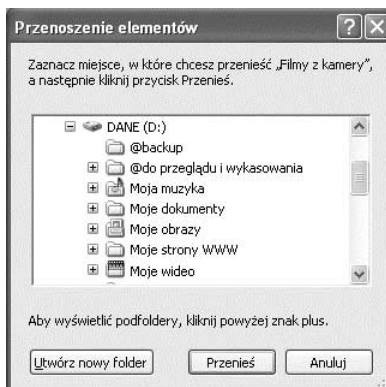 Przenoszenie elementów
Zaznacz miejsce, w które chcesz przenieść „Filmy z kamery”,
a następnie kliknij przycisk Przenieś.
DANE (D:)
@backup
@do przeglądu i wykasowania
Moja muzyka
Moje dokumenty
Moje obrazy
Moje strony WWW
Moje wideo
Aby wyświetlić podfoldery, kliknij powyżej znak plus.
Utwórz nowy folder Przenieś Anuluj